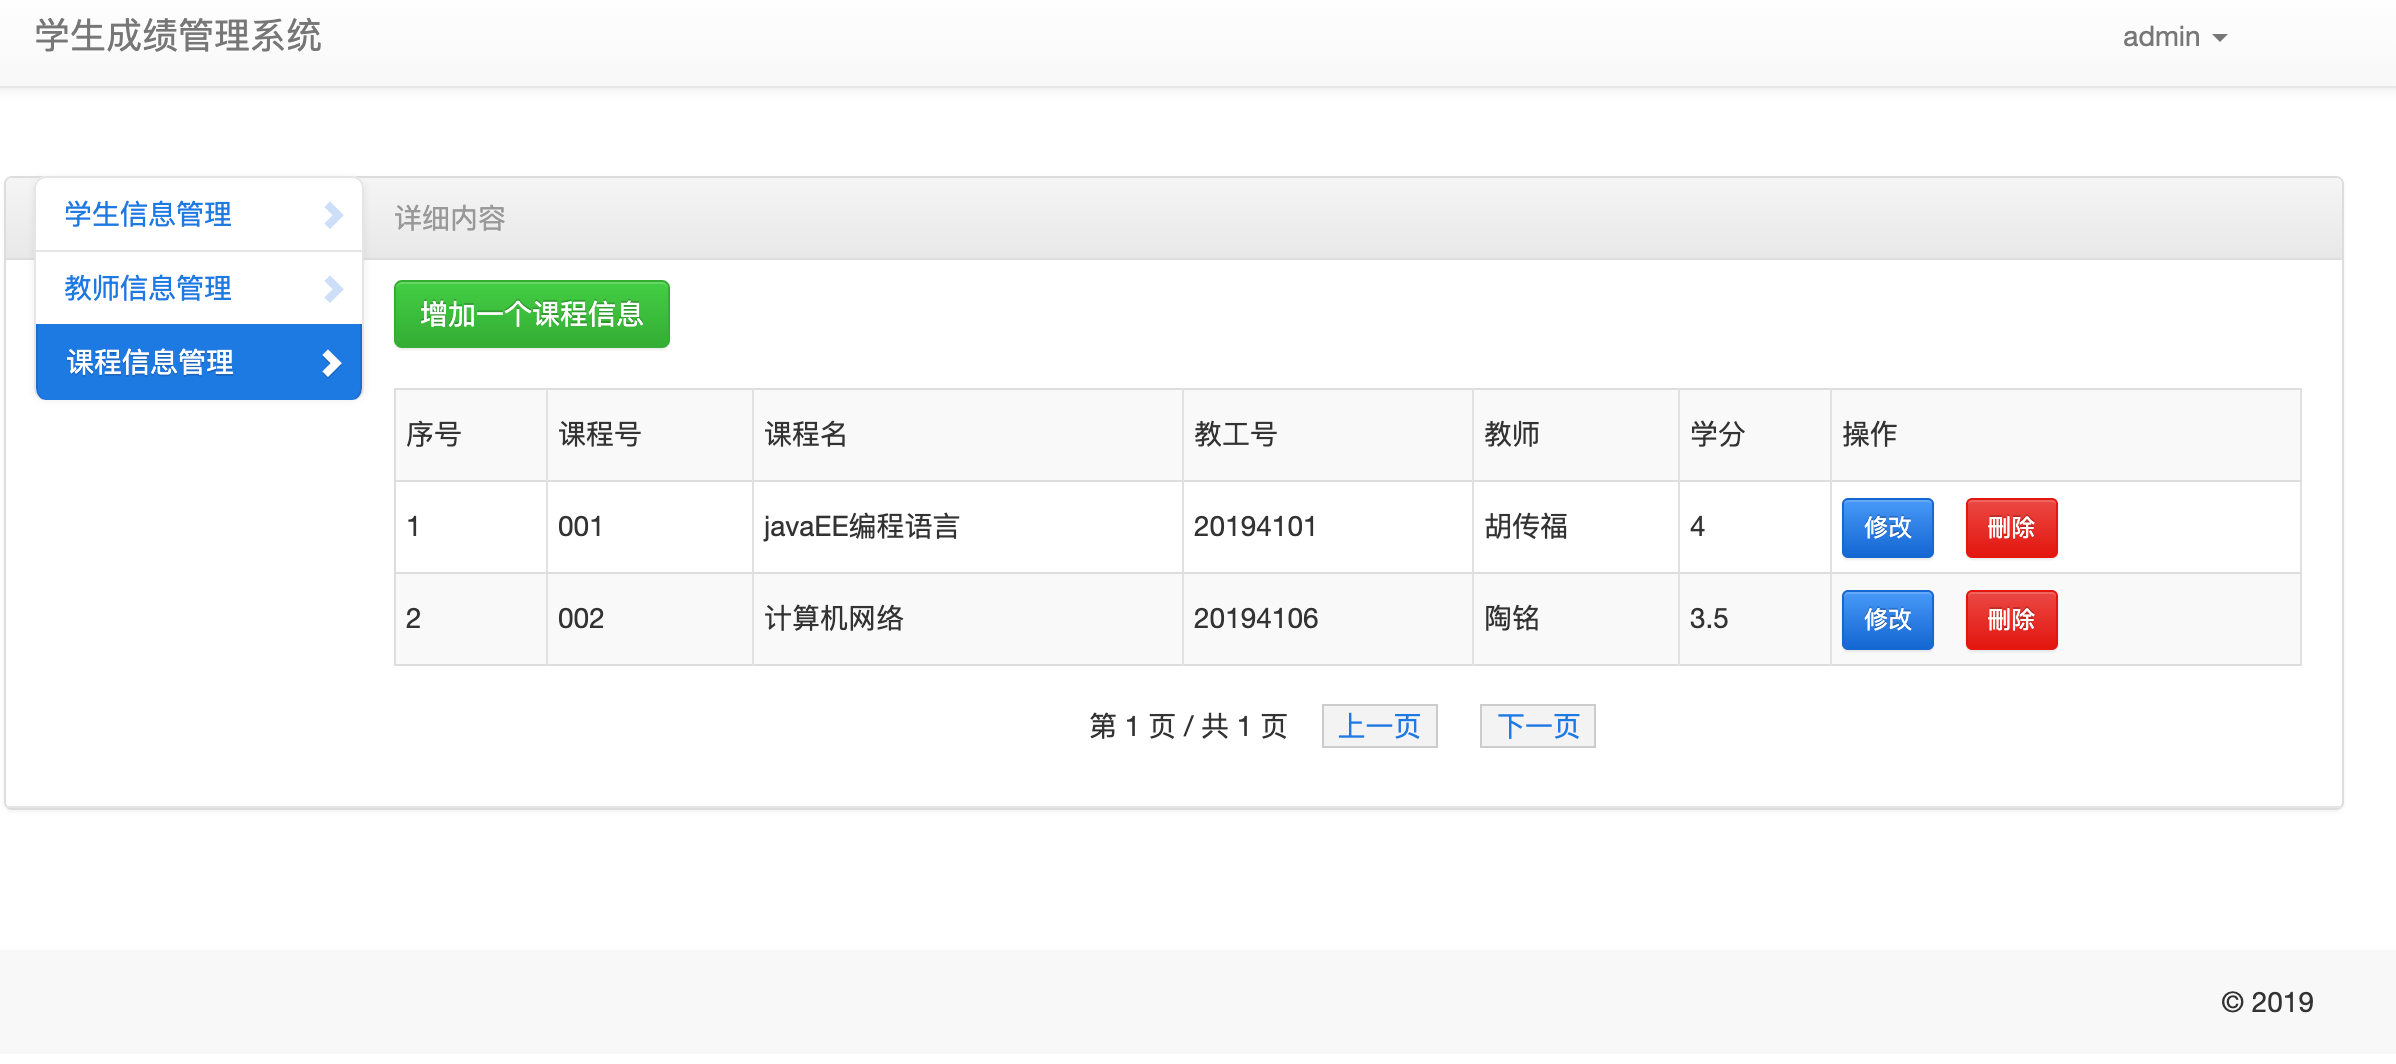 学生成绩管理系统
admin
学生信息管理
教师信息管理
课程信息管理
详细内容
增加一个课程信息
序号 课程号 课程名 教工号 教师 学分 操作
1 001 javaEE编程语言 20194101 胡传福 4 修改 删除
2 002 计算机网络 20194106 陶铭 3.5 修改 删除
第 1 页 / 共 1 页 上一页 下一页
© 2019